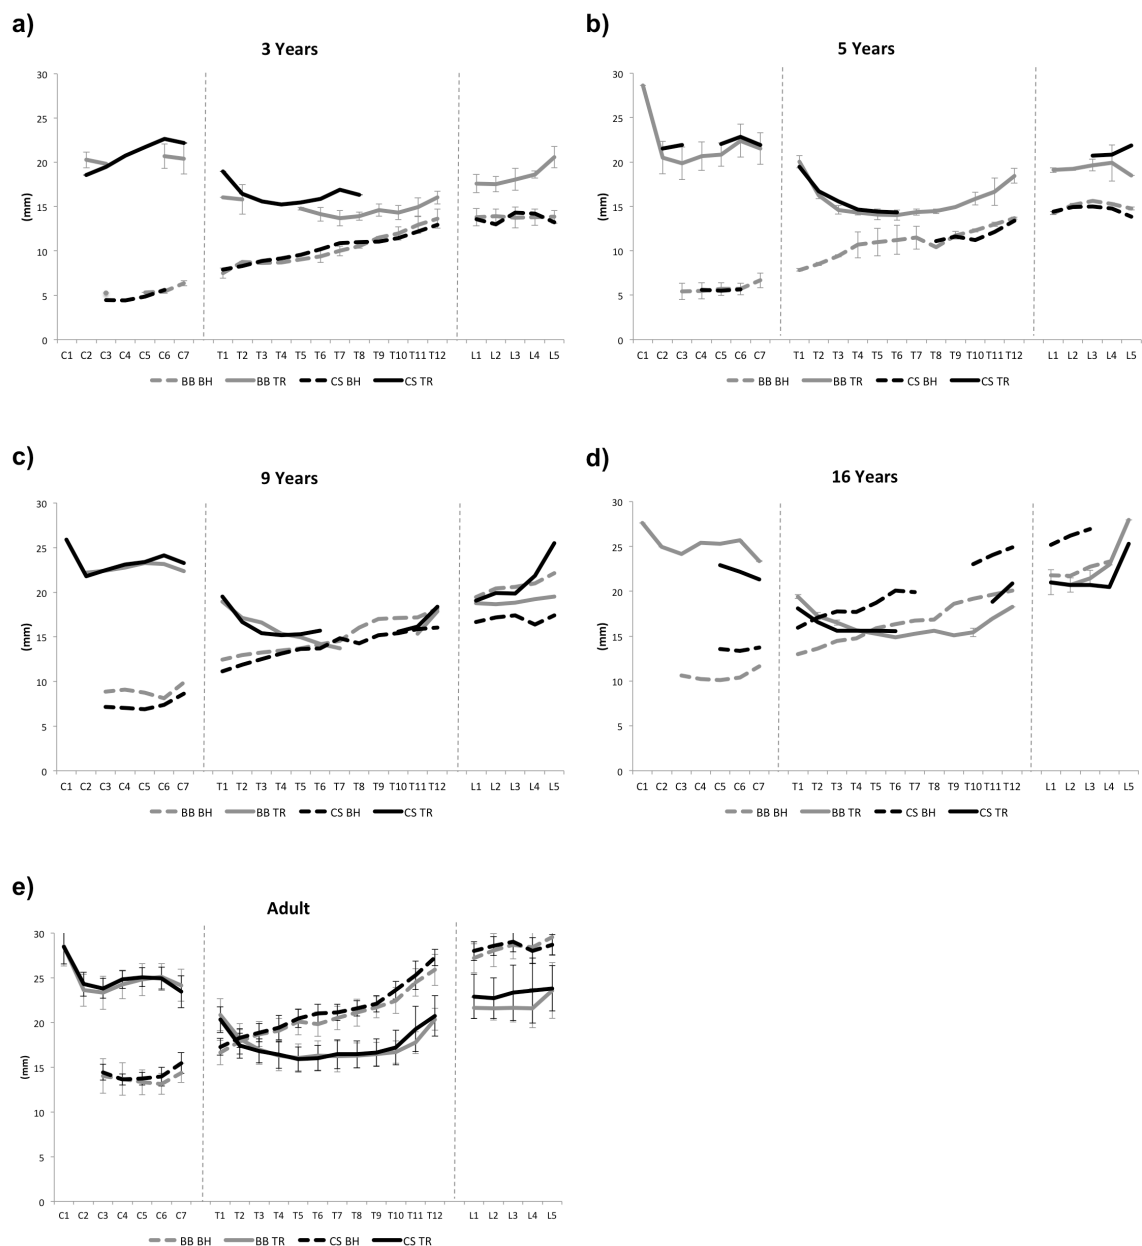 a)
3 Years
30
25
20
15
10
5
0
(mm)
C1 C2 C3 C4 C5 C6 C7 T1 T2 T3 T4 T5 T6 T7 T8 T9 T10 T11 T12 L1 L2 L3 L4 L5
BB BH BB TR CS BH CS TR
b)
5 Years
30
25
20
15
10
5
0
(mm)
C1 C2 C3 C4 C5 C6 C7 T1 T2 T3 T4 T5 T6 T7 T8 T9 T10 T11 T12 L1 L2 L3 L4 L5
BB BH BB TR CS BH CS TR
c)
9 Years
30
25
20
15
10
5
0
(mm)
C1 C2 C3 C4 C5 C6 C7 T1 T2 T3 T4 T5 T6 T7 T8 T9 T10 T11 T12 L1 L2 L3 L4 L5
BB BH BB TR CS BH CS TR
d)
16 Years
30
25
20
15
10
5
0
(mm)
C1 C2 C3 C4 C5 C6 C7 T1 T2 T3 T4 T5 T6 T7 T8 T9 T10 T11 T12 L1 L2 L3 L4 L5
BB BH BB TR CS BH CS TR
e)
Adult
30
25
20
15
10
5
0
(mm)
C1 C2 C3 C4 C5 C6 C7 T1 T2 T3 T4 T5 T6 T7 T8 T9 T10 T11 T12 L1 L2 L3 L4 L5
BB BH BB TR CS BH CS TR